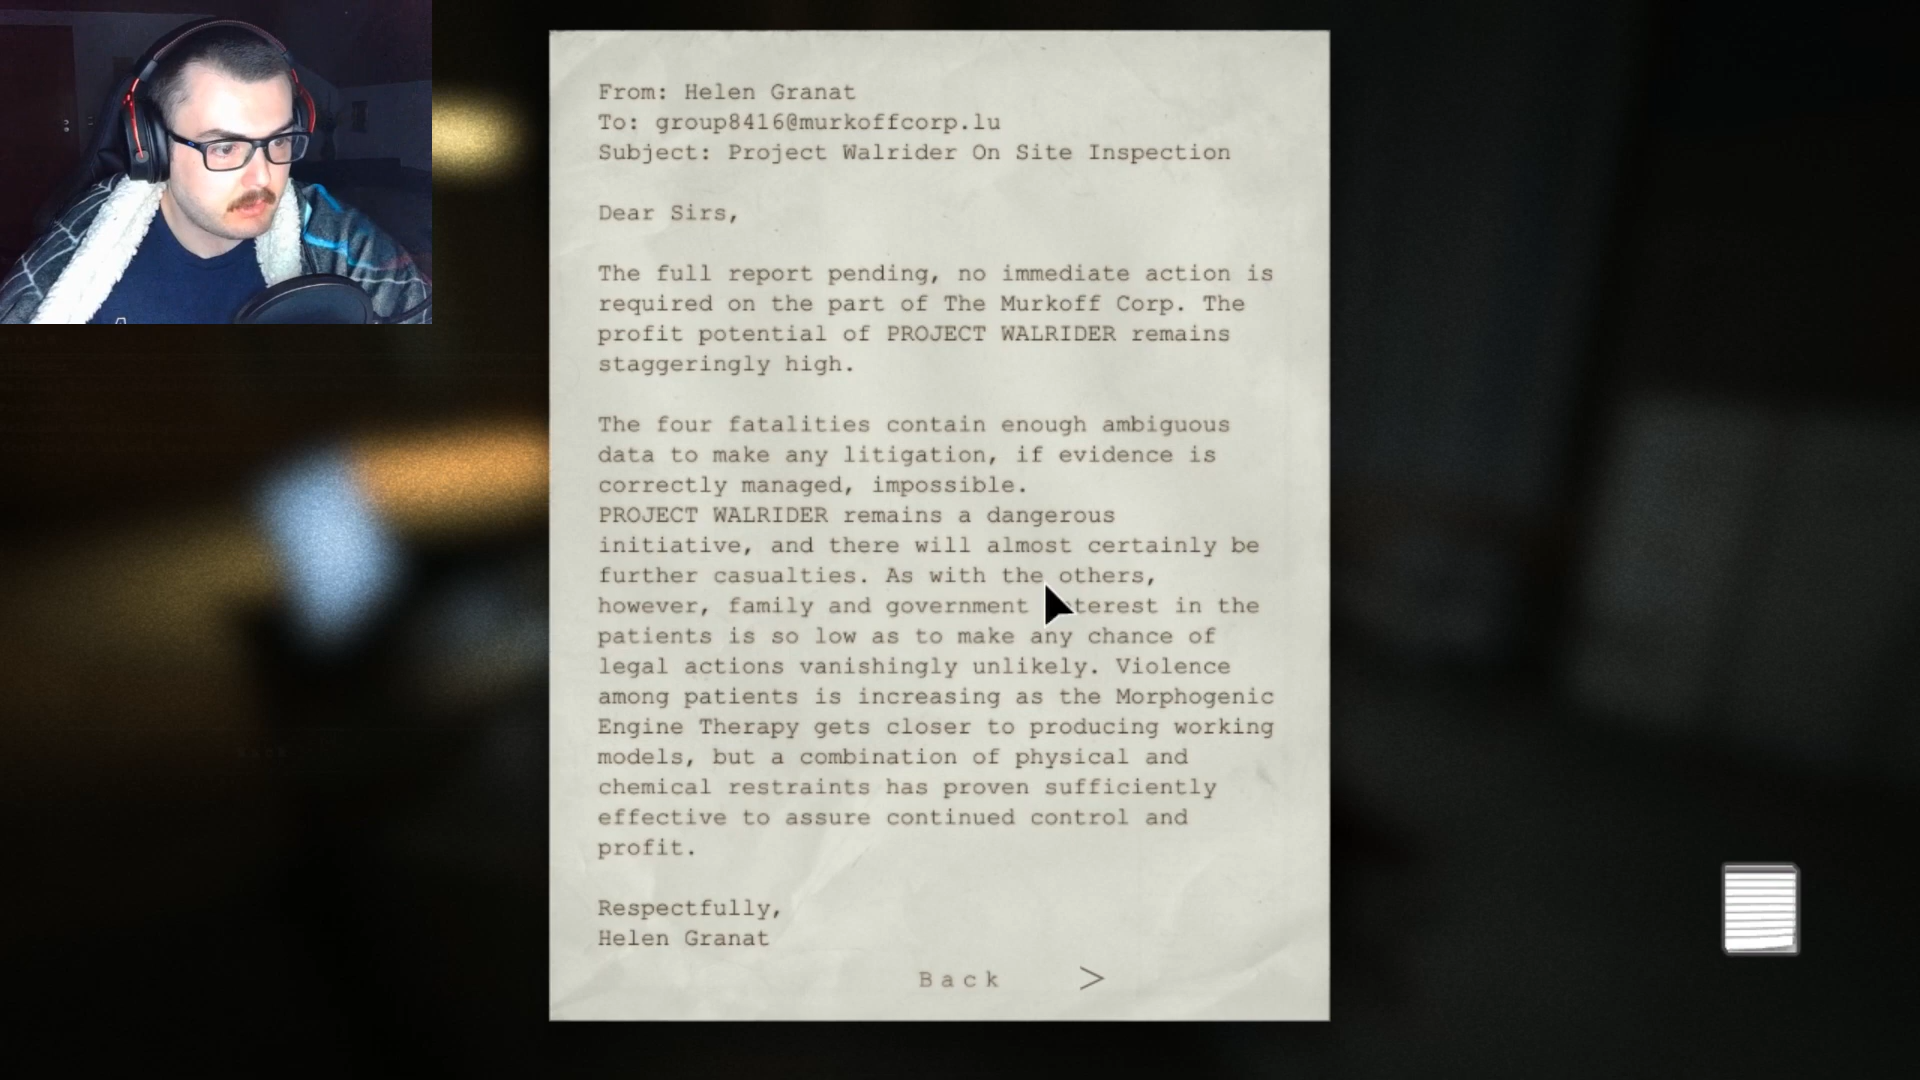 From: Helen Granat
To: group8416@murkoffcorp.lu
Subject: Project Walrider On Site Inspection
Dear Sirs,
The full report pending, no immediate action is
required on the part of The Murkoff Corp. The
profit potential of PROJECT WALRIDER remains
staggeringly high.
The four fatalities contain enough ambiguous
data to make any litigation, if evidence is
correctly managed, impossible.
PROJECT WALRIDER remains a dangerous
initiative, and there will almost certainly be
further casualties. As with the others,
however, family and government terest in the
patients is so low as to make any chance of
legal actions vanishingly unlikely. Violence
among patients is increasing as the Morphogenic
Engine Therapy gets closer to producing working
models, but a combination of physical and
chemical restraints has proven sufficiently
effective to assure continued control and
profit.
Respectfully,
Helen Granat
Back >